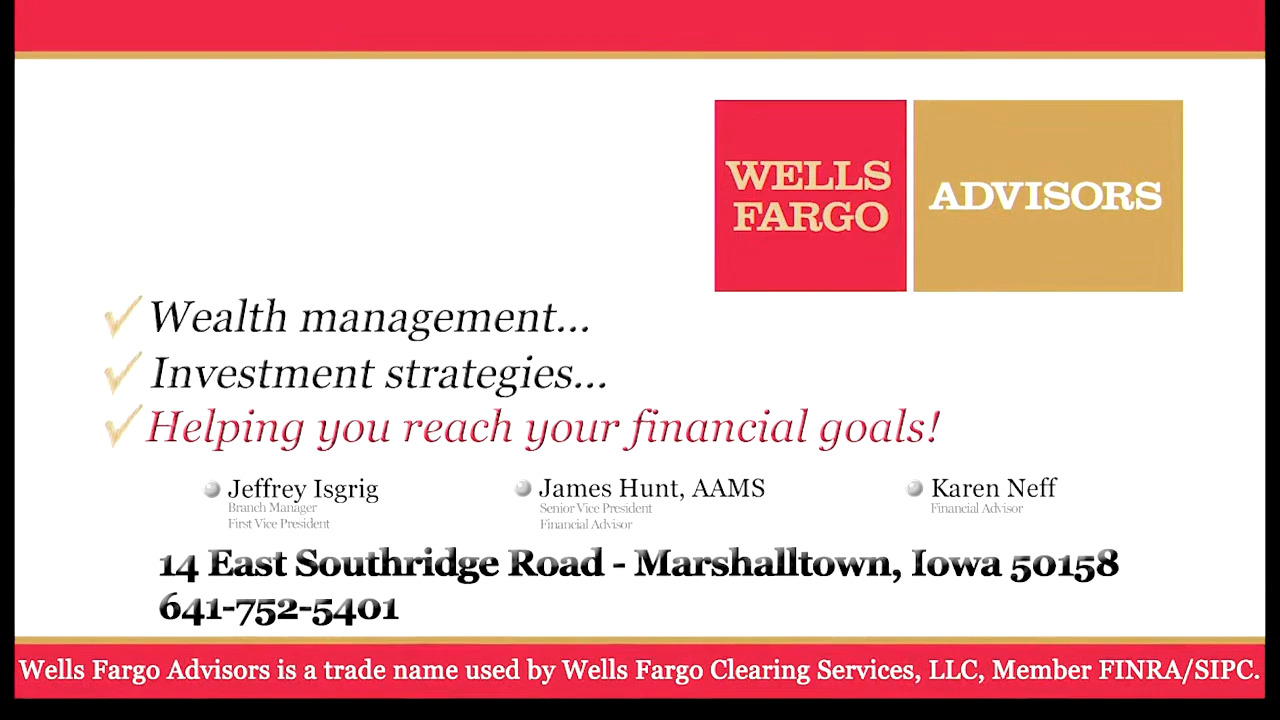 WELLS
FARGO
ADVISORS
Wealth management...
Investment strategies...
Helping you reach your financial goals!
Jeffrey Isgrig
Branch Manager
First Vice President
James Hunt, AAMS
Senior Vice President
Financial Advisor
Karen Neff
Financial Advisor
14 East Southridge Road - Marshalltown, Iowa 50158
641-752-5401
Wells Fargo Advisors is a trade name used by Wells Fargo Clearing Services, LLC, Member FINRA/SIPC.